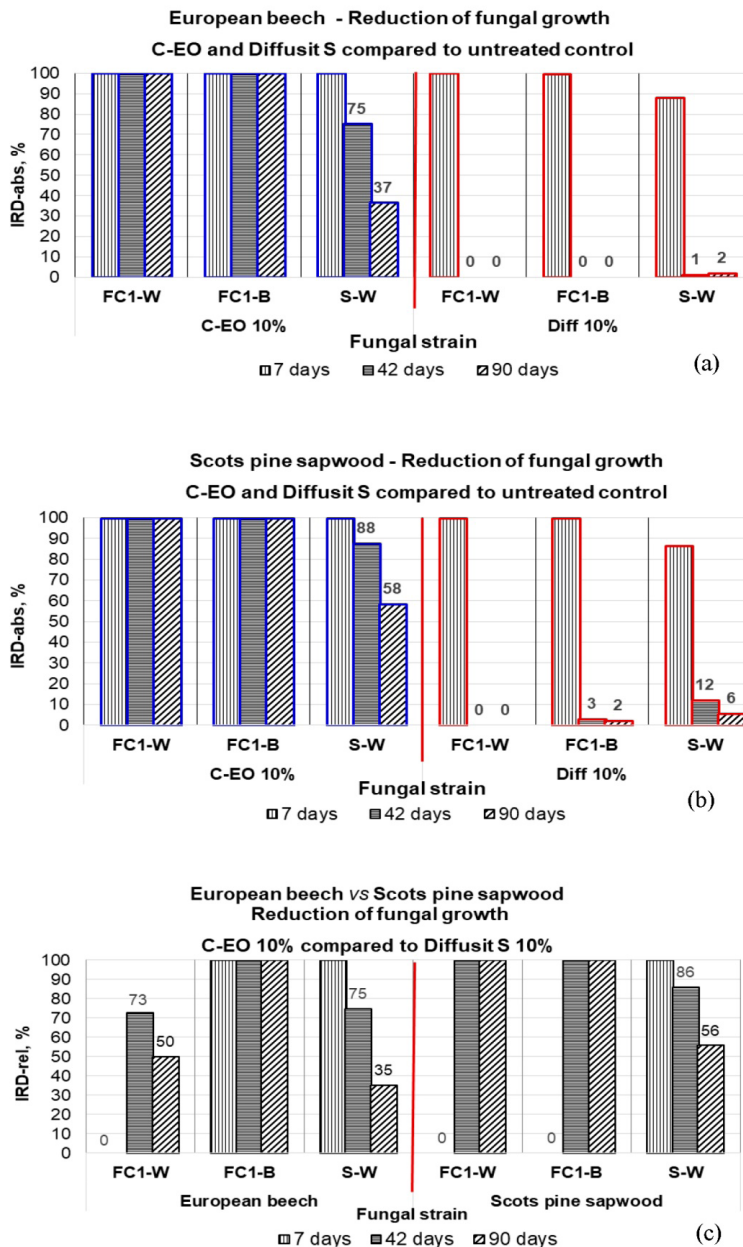 European beech - Reduction of fungal growth
C-EO and Diffusit S compared to untreated control
IRD-abs, %
100
90
80
70
60
50
40
30
20
10
0
75
37
0 0
0 0
1 2
FC1-W FC1-B S-W FC1-W FC1-B S-W
C-EO 10% Diff 10%
Fungal strain
7 days 42 days 90 days
(a)
Scots pine sapwood - Reduction of fungal growth
C-EO and Diffusit S compared to untreated control
IRD-abs, %
100
90
80
70
60
50
40
30
20
10
0
88
58
0 0
3 2
12 6
FC1-W FC1-B S-W FC1-W FC1-B S-W
C-EO 10% Diff 10%
Fungal strain
7 days 42 days 90 days
(b)
European beech vs Scots pine sapwood
Reduction of fungal growth
C-EO 10% compared to Diffusit S 10%
IRD-rel, %
100
90
80
70
60
50
40
30
20
10
0
0 73 50
75 35
0
0
86 56
FC1-W FC1-B S-W FC1-W FC1-B S-W
European beech Scots pine sapwood
Fungal strain
7 days 42 days 90 days
(c)